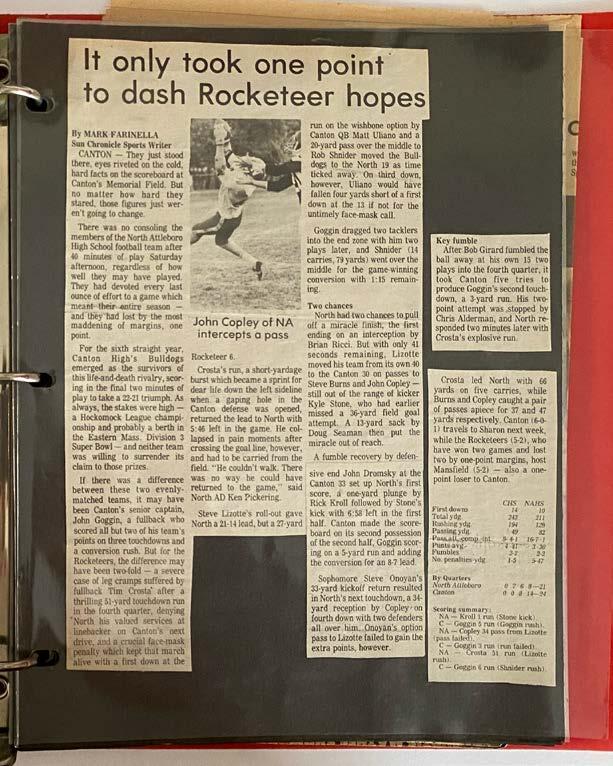 It only took one point
to dash Rocketeer hopes
By MARK FARINELLA
Sun Chronicle Sports Writer
CANTON — They just stood
there, eyes riveted on the cold,
hard facts on the scoreboard at
Canton's Memorial Field. But
no matter how hard they
stared, those figures just wer-
en't going to change.
There was no consoling the
members of the North Attleboro
High School football team after
40 minutes of play Saturday
afternoon, regardless of how
well they may have played.
They had devoted every last
ounce of effort to a game which
meant their entire season —
and they had lost by the most
maddening of margins, one
point.
For the sixth straight year,
Canton High's Bulldogs
emerged as the survivors of
this life-and-death rivalry, scor-
ing in the final two minutes of
play to take a 22-21 triumph. As
always, the stakes were high —
a Rockomock League champi-
onship and probably a berth in
the Eastern Mass. Division 3
Super Bowl — and neither team
was willing to surrender its
claim to those prizes.
If there was a difference
between these two evenly-
matched teams, it may have
been Canton's senior captain,
John Goggin, a fullback who
scored all but two of his team's
points on three touchdowns and
a conversion rush. But for the
Rocketeers, the difference may
have been two-fold — a severe
case of leg cramps suffered by
fullback Tim Crosta after a
thrilling 51-yard touchdown run
in the fourth quarter, denying
North his valued services at
linebacker on Canton's next
drive, and a crucial face-mask
penalty which kept that march
alive with a first down at the
John Copley of NA
intercepts a pass
Rocketeer 6.
Crosta's run, a short-yardage
burst which became a sprint for
dear life down the left sideline
when a gaping hole in the
Canton defense was opened,
returned the lead to North with
5:46 left in the game. He col-
lapsed in pain moments after
crossing the goal line, however,
and had to be carried from the
field. "He couldn't walk. There
was no way he could have
returned to the game," said
North AD Ken Pickering.
Steve Lizotte's roll-out gave
North a 21-14 lead, but a 27-yard
run on the wishbone option by
Canton QB Matt Uliano and a
20-yard pass over the middle to
Rob Shnider moved the Bull-
dogs to the North 19 as time
ticked away. On third down,
however, Uliano would have
fallen four yards short of a first
down at the 13 if not for the
untimely face-mask call.
Goggin dragged two tacklers
into the end zone with him two
plays later, and Shnider (14
carries, 79 yards) went over the
middle for the game-winning
conversion with 1:15 remain-
ing.
Two chances
North had two chances to pull
off a miracle finish, the first
ending on an interception by
Brian Ricci. But with only 41
seconds remaining, Lizotte
moved his team from its own 40
to the Canton 30 on passes to
Steve Burns and John Copley —
still out of the range of kicker
Kyle Stone, who had earlier
missed a 36-yard field goal
attempt. A 13-yard sack by
Doug Seaman then put the
miracle out of reach.
A fumble recovery by defen-
sive end John Dromsky at the
Canton 33 set up North's first
score, a one-yard plunge by
Rick Kroll followed by Stone's
kick with 6:58 left in the first
half. Canton made the score-
board on its second possession
of the second half, Goggin scor-
ing on a 5-yard run and adding
the conversion for an 8-7 lead.
Sophomore Steve Onoyan's
33-yard kickoff return resulted
in North's next touchdown, a 34-
yard reception by Copley on
fourth down with two defenders
all over him. Onoyan's option
pass to Lizotte failed to gain the
extra points, however.
Key fumble
After Bob Girard fumbled the
ball away at his own 15 two
plays into the fourth quarter, it
took Canton five tries to
produce Goggin's second touch-
down, a 3-yard run. His two-
point attempt was stopped by
Chris Alderman, and North re-
sponded two minutes later with
Crosta's explosive run.
Crosta led North with 66
yards on five carries, while
Burns and Copley caught a pair
of passes apiece for 37 and 47
yards respectively. Canton (6-0-
1) travels to Sharon next week,
while the Rocketeers (5-2), who
have won two games and lost
two by one-point margins, host
Mansfield (5-2) — also a one-
point loser to Canton.
CHS NAHS
First downs 14 10
Total ydg. 243 211
Rushing ydg. 194 129
Passing ydg. 49 82
Pass att. comp. int. 8-4-1 16-7-1
Punts avg.
Fumbles
No. penalties ydg. 1-5 5-47
By Quarters
North Attleboro 0 7 6 8—21
Canton
Scoring summary:
NA — Kroll 1 run (Stone kick)
C — Goggin 5 run (Goggin rush).
NA — Copley 34 pass from Lizotte
(pass failed).
C — Goggin 3 run (run failed).
NA — Crosta 51 run (Lizotte
rush).
C — Goggin 6 run (Shnider rush).